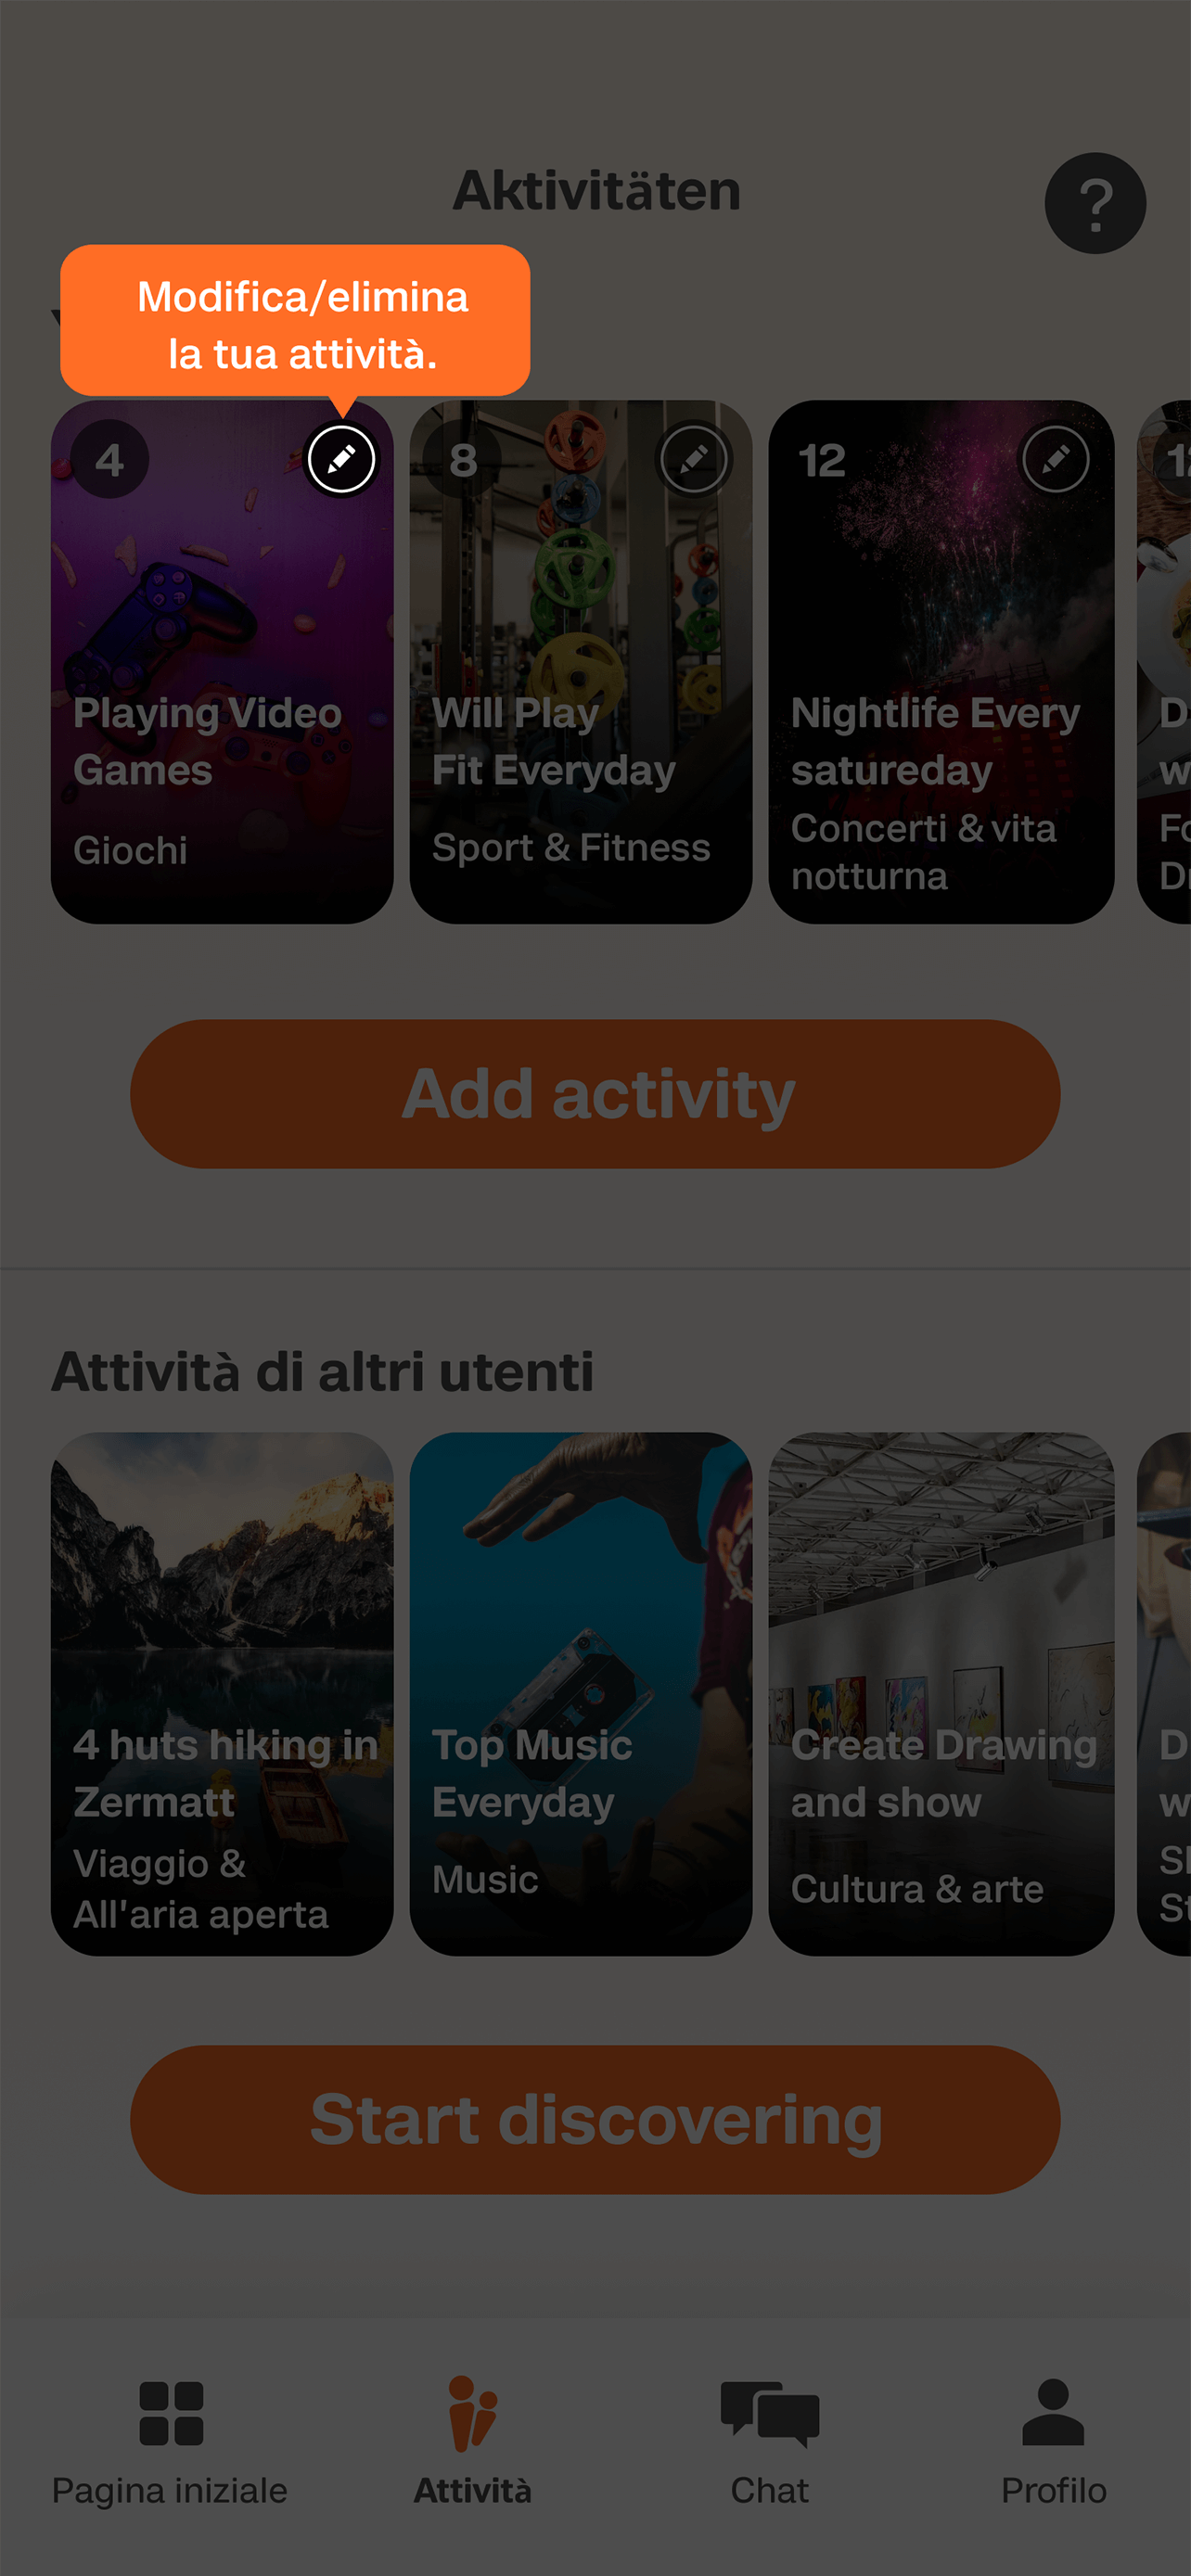 Aktivitäten
?
Modifica/elimina
la tua attività.
4
8
12
Playing Video
Games
Giochi
Will Play
Fit Everyday
Sport & Fitness
Nightlife Every
satureday
Concerti & vita
notturna
Add activity
Attività di altri utenti
4 huts hiking in
Zermatt
Viaggio &
All'aria aperta
Top Music
Everyday
Music
Create Drawing
and show
Cultura & arte
Start discovering
Pagina iniziale
Attività
Chat
Profilo